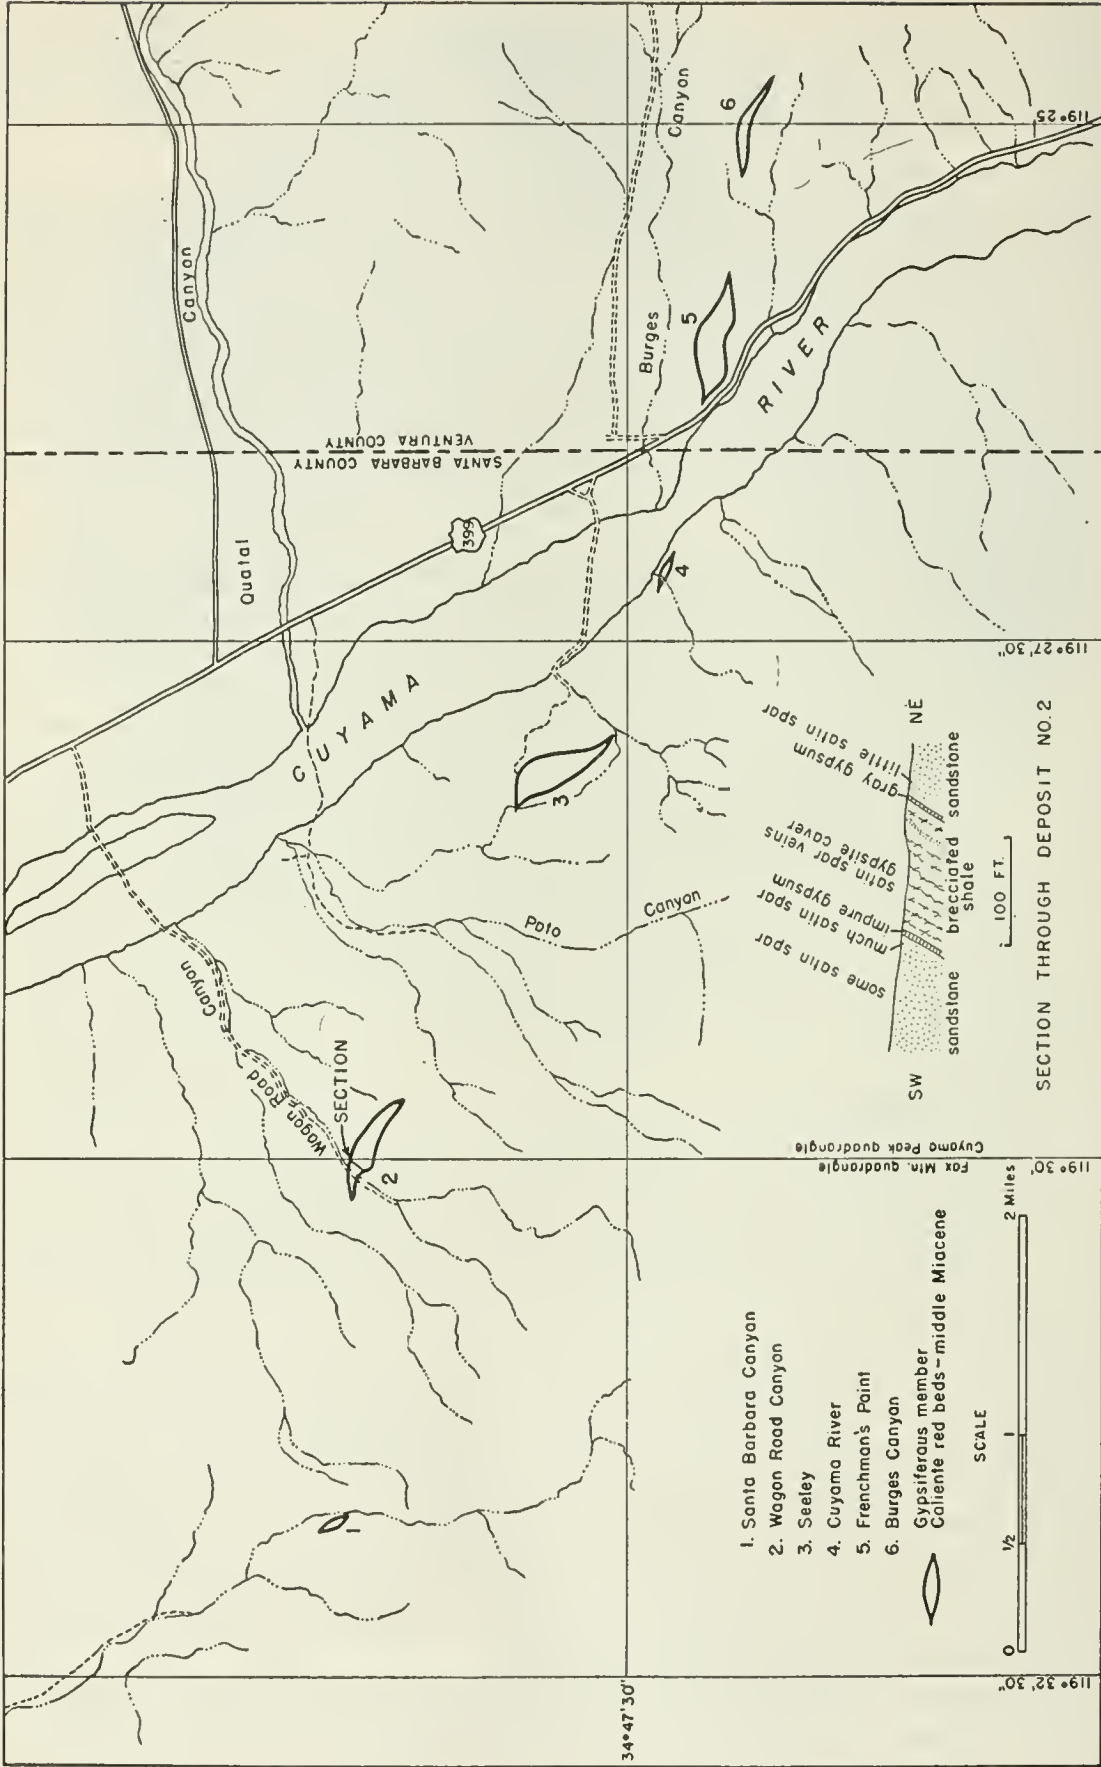 Canyon
Quatal
VENTURA COUNTY
SANTA BARBARA COUNTY
399
CUYAMA
RIVER
Burges
Canyon
6
5
4
3
Pato
Canyon
Wagon Road
Canyon
SECTION
2
1
34°47'30"
119°32'30"
119°30'
119°27'30"
119°25'
Fox Mtn. quadrangle
Cuyama Peak quadrangle
1. Santa Barbara Canyon
2. Wagon Road Canyon
3. Seeley
4. Cuyama River
5. Frenchman's Point
6. Burges Canyon
Gypsiferous member
Caliente red beds-middle Miocene
SCALE
0
1/2
1
2 Miles
SW
NE
some satin spar
much satin spar
impure gypsum
satin spar veins
gypsite cover
gray gypsum
little satin spar
sandstone
brecciated
shale
sandstone
100 FT.
SECTION THROUGH DEPOSIT NO. 2